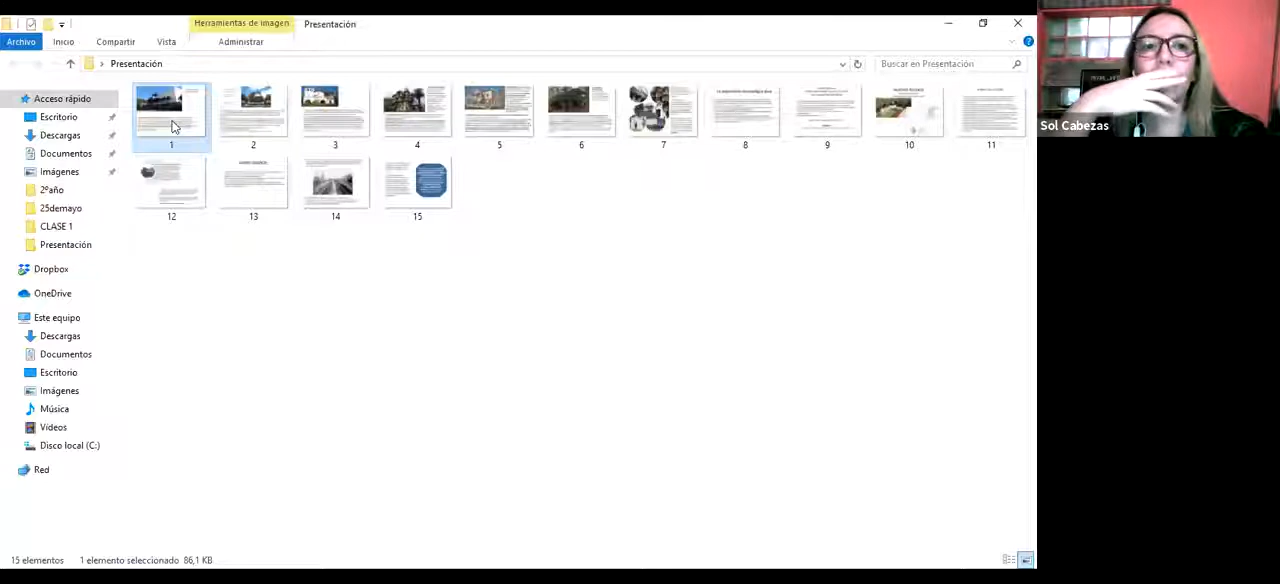 Herramientas de imagen
Presentación
Archivo
Inicio
Compartir
Vista
Administrar
Presentación
Buscar en Presentación
Acceso rápido
Escritorio
Descargas
Documentos
Imágenes
2ºaño
25demayo
CLASE 1
Presentación
Dropbox
OneDrive
Este equipo
Descargas
Documentos
Escritorio
Imágenes
Música
Vídeos
Disco local (C:)
Red
1
2
3
4
5
6
7
8
9
10
11
12
13
14
15
15 elementos
1 elemento seleccionado 86,1 KB
Sol Cabezas